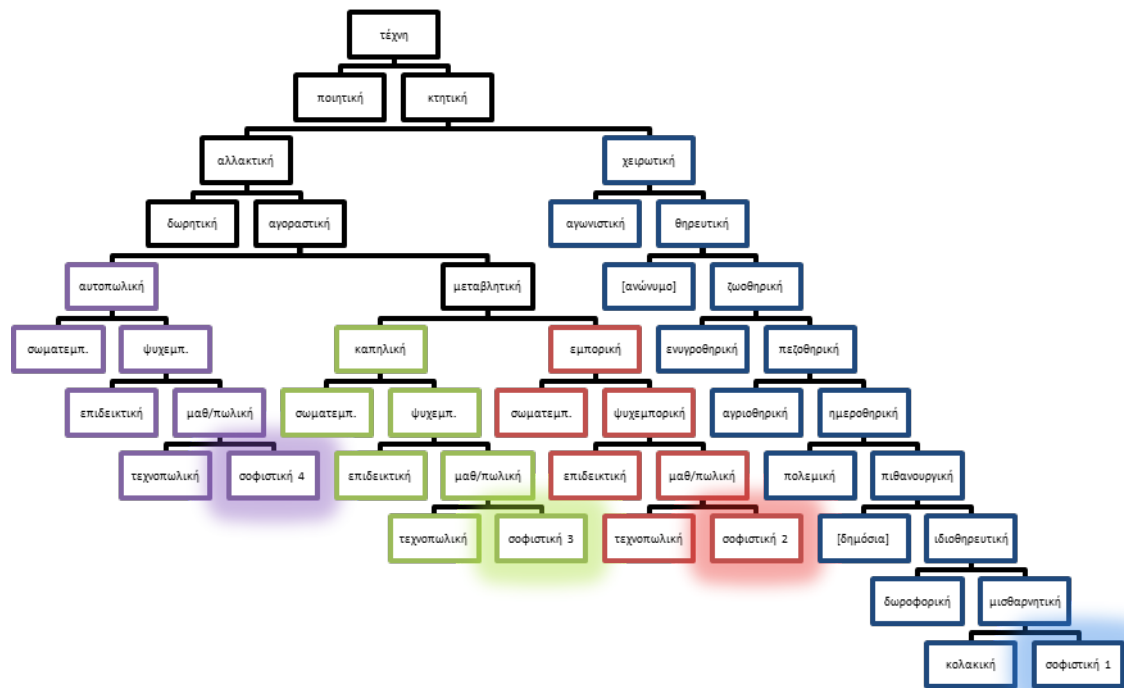 τέχνη
ποιητική κτητική
αλλακτική χειρωτική
δωρητική αγοραστική αγωνιστική θηρευτική
αυτοπωλική μεταβλητική [ανώνυμο] ζωοθηρική
σωματεμπ. ψυχεμπ. καπηλική εμπορική ενυγροθηρική πεζοθηρική
επιδεικτική μαθ/πωλική σωματεμπ. ψυχεμπ. σωματεμπ. ψυχεμπορική αγριοθηρική ημεροθηρική
τεχνοπωλική σοφιστική 4 επιδεικτική μαθ/πωλική επιδεικτική μαθ/πωλική πολεμική πιθανουργική
τεχνοπωλική σοφιστική 3 τεχνοπωλική σοφιστική 2 [δημόσια] ιδιοθηρευτική
δωροφορική μισθαρνητική
κολακική σοφιστική 1